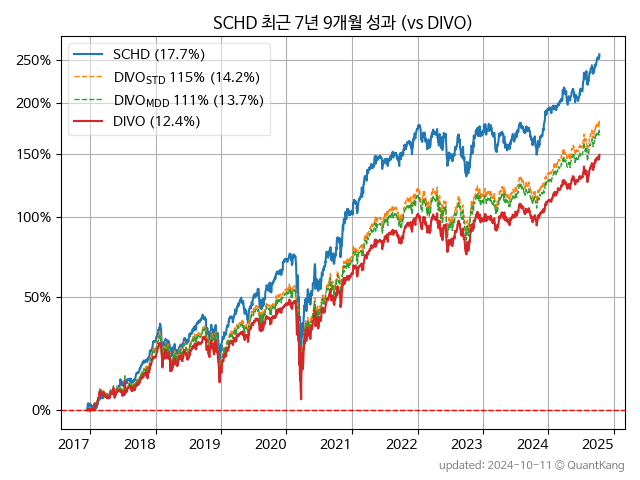 SCHD 최근 7년 9개월 성과 (vs DIVO)
SCHD (17.7%)
DIVO_STD 115% (14.2%)
DIVO_MDD 111% (13.7%)
DIVO (12.4%)
250%
200%
150%
100%
50%
0%
2017 2018 2019 2020 2021 2022 2023 2024 2025
updated: 2024-10-11 © QuantKang